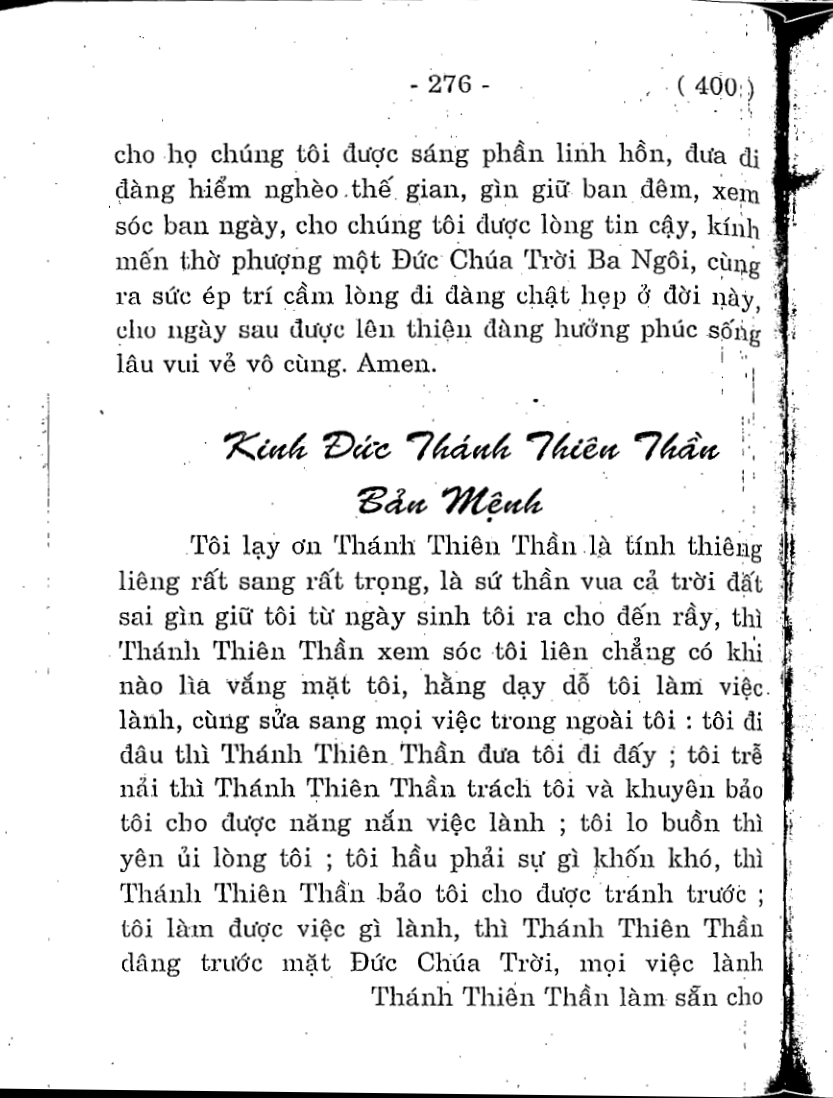 - 276 - ( 400 )
cho họ chúng tôi được sáng phần linh hồn, đưa đi
đàng hiểm nghèo thế gian, gìn giữ ban đêm, xem
sóc ban ngày, cho chúng tôi được lòng tin cậy, kính
mến thờ phượng một Đức Chúa Trời Ba Ngôi, cùng
ra sức ép trí cầm lòng đi đàng chật hẹp ở đời này,
cho ngày sau được lên thiên đàng hưởng phúc sống
lâu vui vẻ vô cùng. Amen.
Kinh Đức Thánh Thiên Thần
Bản Mệnh
Tôi lạy ơn Thánh Thiên Thần là tính thiêng
liêng rất sang rất trọng, là sứ thần vua cả trời đất
sai gìn giữ tôi từ ngày sinh tôi ra cho đến rầy, thì
Thánh Thiên Thần xem sóc tôi liên chẳng có khi
nào lìa vắng mặt tôi, hằng dạy dỗ tôi làm việc
lành, cùng sửa sang mọi việc trong ngoài tôi : tôi đi
đâu thì Thánh Thiên Thần đưa tôi đi đấy ; tôi trễ
nải thì Thánh Thiên Thần trách tôi và khuyên bảo
tôi cho được năng nắn việc lành ; tôi lo buồn thì
yên ủi lòng tôi ; tôi hầu phải sự gì khốn khó, thì
Thánh Thiên Thần bảo tôi cho được tránh trước ;
tôi làm được việc gì lành, thì Thánh Thiên Thần
dâng trước mặt Đức Chúa Trời, mọi việc lành
Thánh Thiên Thần làm sẵn cho